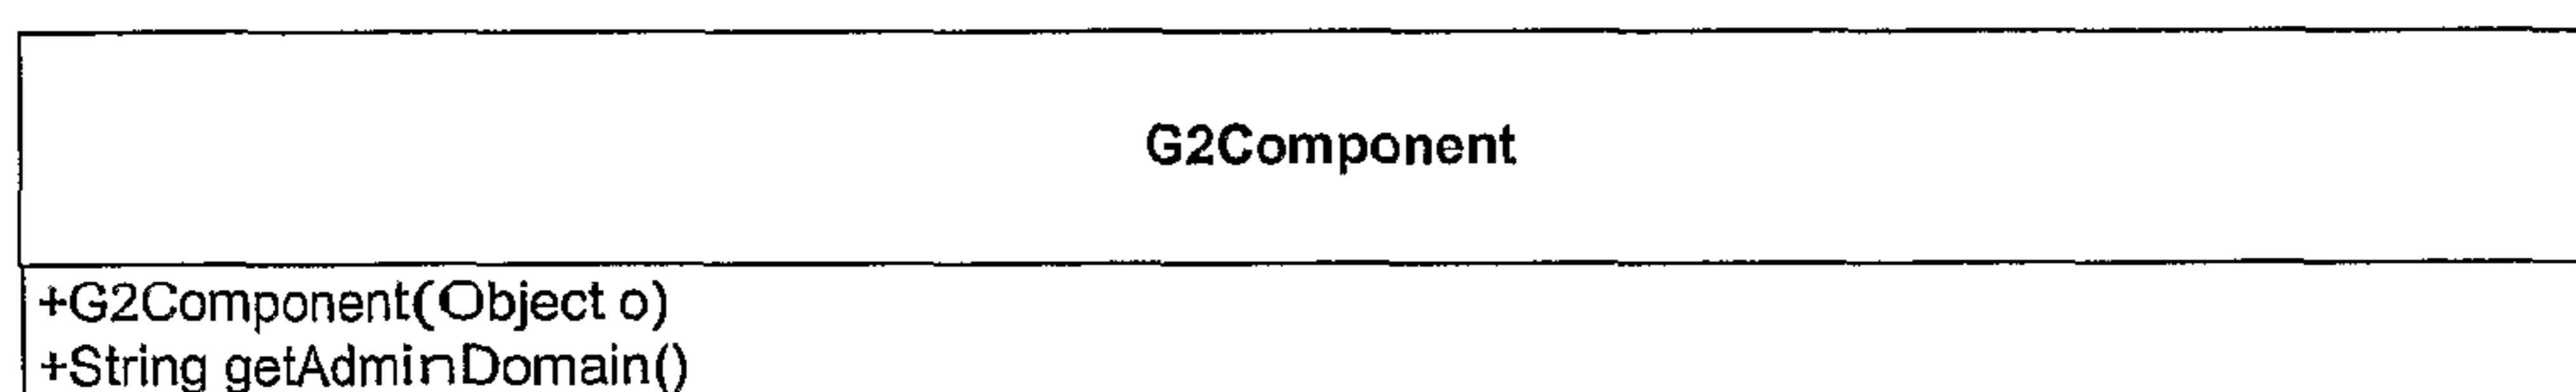 G2Component
+G2Component(Object o)
+String getAdminDomain()